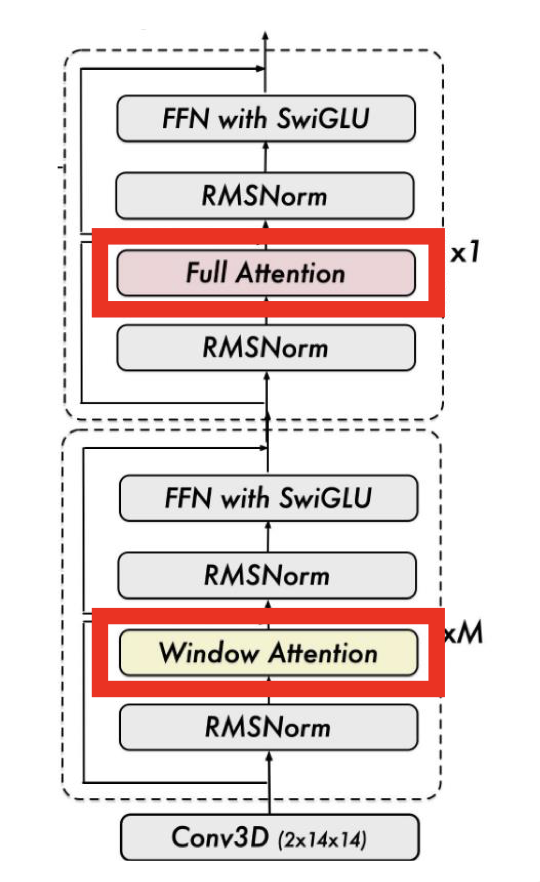 FFN with SwiGLU
RMSNorm
Full Attention
x1
RMSNorm
FFN with SwiGLU
RMSNorm
Window Attention
xM
RMSNorm
Conv3D (2x14x14)